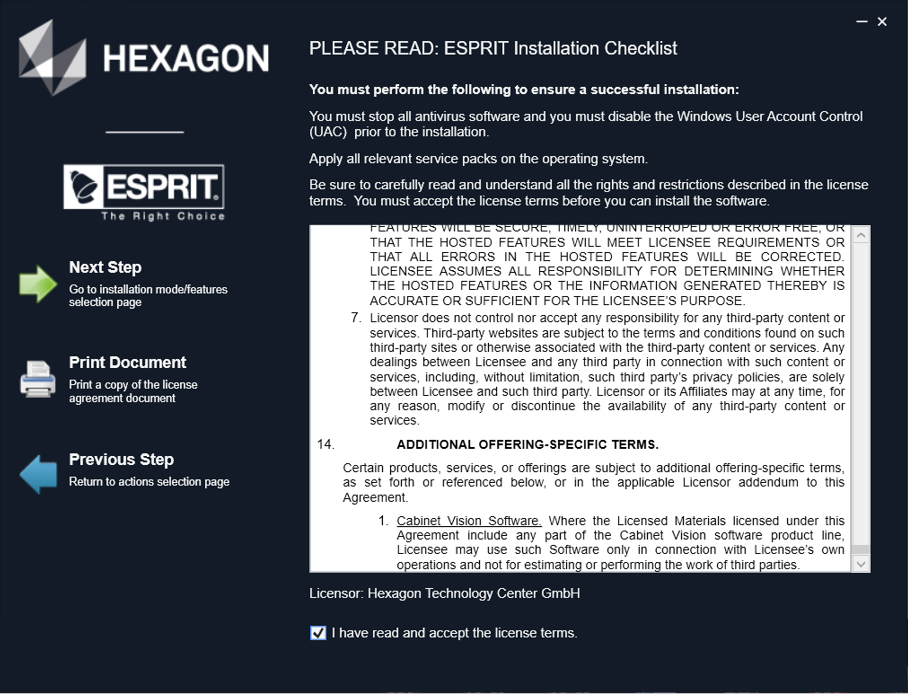 HEXAGON
ESPRIT.
The Right Choice
Next Step
Go to installation mode/features
selection page
Print Document
Print a copy of the license
agreement document
Previous Step
Return to actions selection page
PLEASE READ: ESPRIT Installation Checklist
You must perform the following to ensure a successful installation:
You must stop all antivirus software and you must disable the Windows User Account Control
(UAC)  prior to the installation.
Apply all relevant service packs on the operating system.
Be sure to carefully read and understand all the rights and restrictions described in the license
terms.  You must accept the license terms before you can install the software.
FEATURES WILL BE SECURE, TIMELY, UNINTERRUPTED OR ERROR FREE, OR
THAT THE HOSTED FEATURES WILL MEET LICENSEE REQUIREMENTS OR
THAT ALL ERRORS IN THE HOSTED FEATURES WILL BE CORRECTED.
LICENSEE ASSUMES ALL RESPONSIBILITY FOR DETERMINING WHETHER
THE HOSTED FEATURES OR THE INFORMATION GENERATED THEREBY IS
ACCURATE OR SUFFICIENT FOR THE LICENSEE'S PURPOSE.
7. Licensor does not control nor accept any responsibility for any third-party content or
services. Third-party websites are subject to the terms and conditions found on such
third-party sites or otherwise associated with the third-party content or services. Any
dealings between Licensee and any third party in connection with such content or
services, including, without limitation, such third party's privacy policies, are solely
between Licensee and such third party. Licensor or its Affiliates may at any time, for
any reason, modify or discontinue the availability of any third-party content or
services.
14. ADDITIONAL OFFERING-SPECIFIC TERMS.
Certain products, services, or offerings are subject to additional offering-specific terms,
as set forth or referenced below, or in the applicable Licensor addendum to this
Agreement.
1. Cabinet Vision Software. Where the Licensed Materials licensed under this
Agreement include any part of the Cabinet Vision software product line,
Licensee may use such Software only in connection with Licensee's own
operations and not for estimating or performing the work of third parties.
Licensor: Hexagon Technology Center GmbH
I have read and accept the license terms.